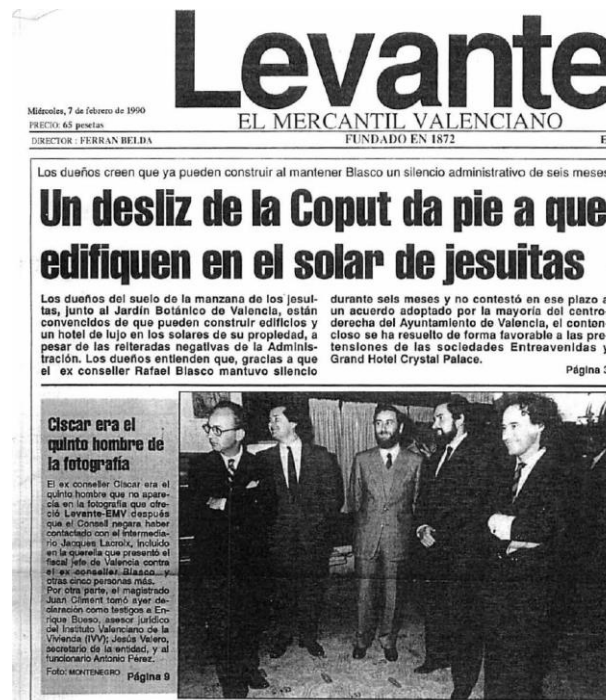 Levante
Miércoles, 7 de febrero de 1990
PRECIO: 65 pesetas
EL MERCANTIL VALENCIANO
DIRECTOR : FERRAN BELDA
FUNDADO EN 1872
E
Los dueños creen que ya pueden construir al mantener Blasco un silencio administrativo de seis meses
Un desliz de la Coput da pie a que
edifiquen en el solar de jesuitas
Los dueños del suelo de la manzana de los jesui-
tas, junto al Jardín Botánico de Valencia, están
convencidos de que pueden construir edificios y
un hotel de lujo en los solares de su propiedad, a
pesar de las reiteradas negativas de la Adminis-
tración. Los dueños entienden que, gracias a que
el ex conseller Rafael Blasco mantuvo silencio
durante seis meses y no contestó en ese plazo a
un acuerdo adoptado por la mayoría del centro-
derecha del Ayuntamiento de Valencia, el conten-
cioso se ha resuelto de forma favorable a las pre-
tensiones de las sociedades Entreavenidas y
Grand Hotel Crystal Palace.
Página 3
Ciscar era el
quinto hombre de
la fotografía
El ex conseller Ciscar era el
quinto hombre que no apare-
cía en la fotografía que ofre-
ció Levante-EMV después
que el Consell negara haber
contactado con el intermedia-
rio Jacques Lacroix, incluido
en la querella que presentó el
fiscal jefe de Valencia contra
el ex conseller Blasco y
otras cinco personas más.
Por otra parte, el magistrado
Juan Climent tomó ayer de-
claración como testigos a En-
rique Bueso, asesor jurídico
del Instituto Valenciano de la
Vivienda (IVV); Jesús Valero,
secretario de la entidad, y al
funcionario Antonio Pérez.
Foto: MONTENEGRO Página 9